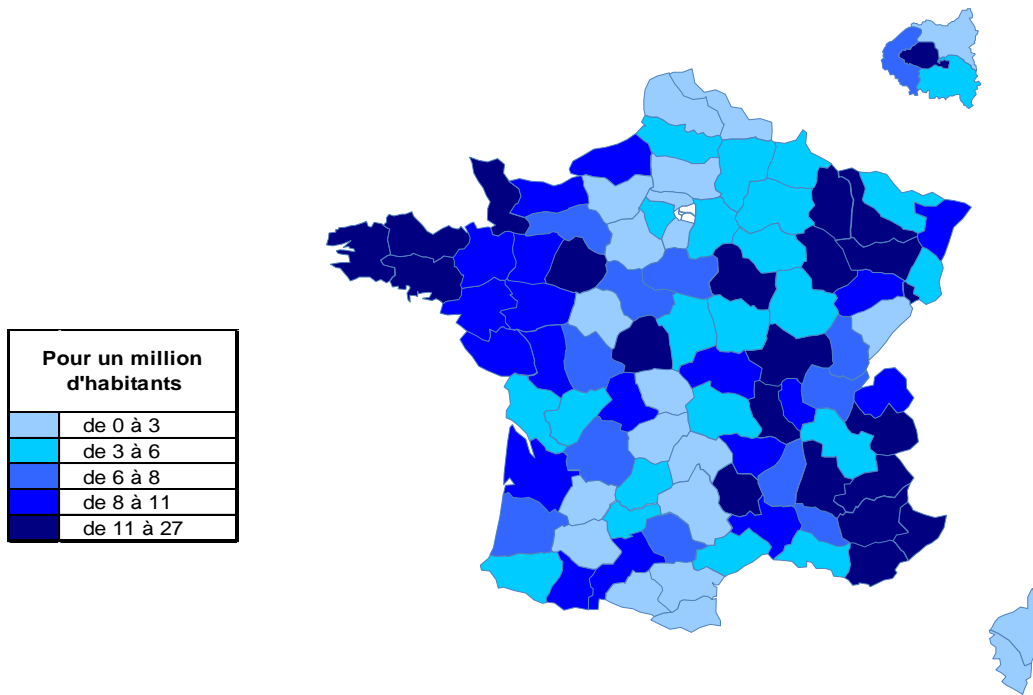 Pour un million
d'habitants
de 0 à 3
de 3 à 6
de 6 à 8
de 8 à 11
de 11 à 27